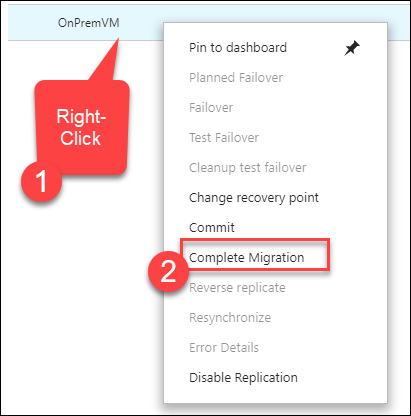 OnPremVM
Right-
Click
1
Pin to dashboard
Planned Failover
Failover
Test Failover
Cleanup test failover
Change recovery point
Commit
2
Complete Migration
Reverse replicate
Resynchronize
Error Details
Disable Replication